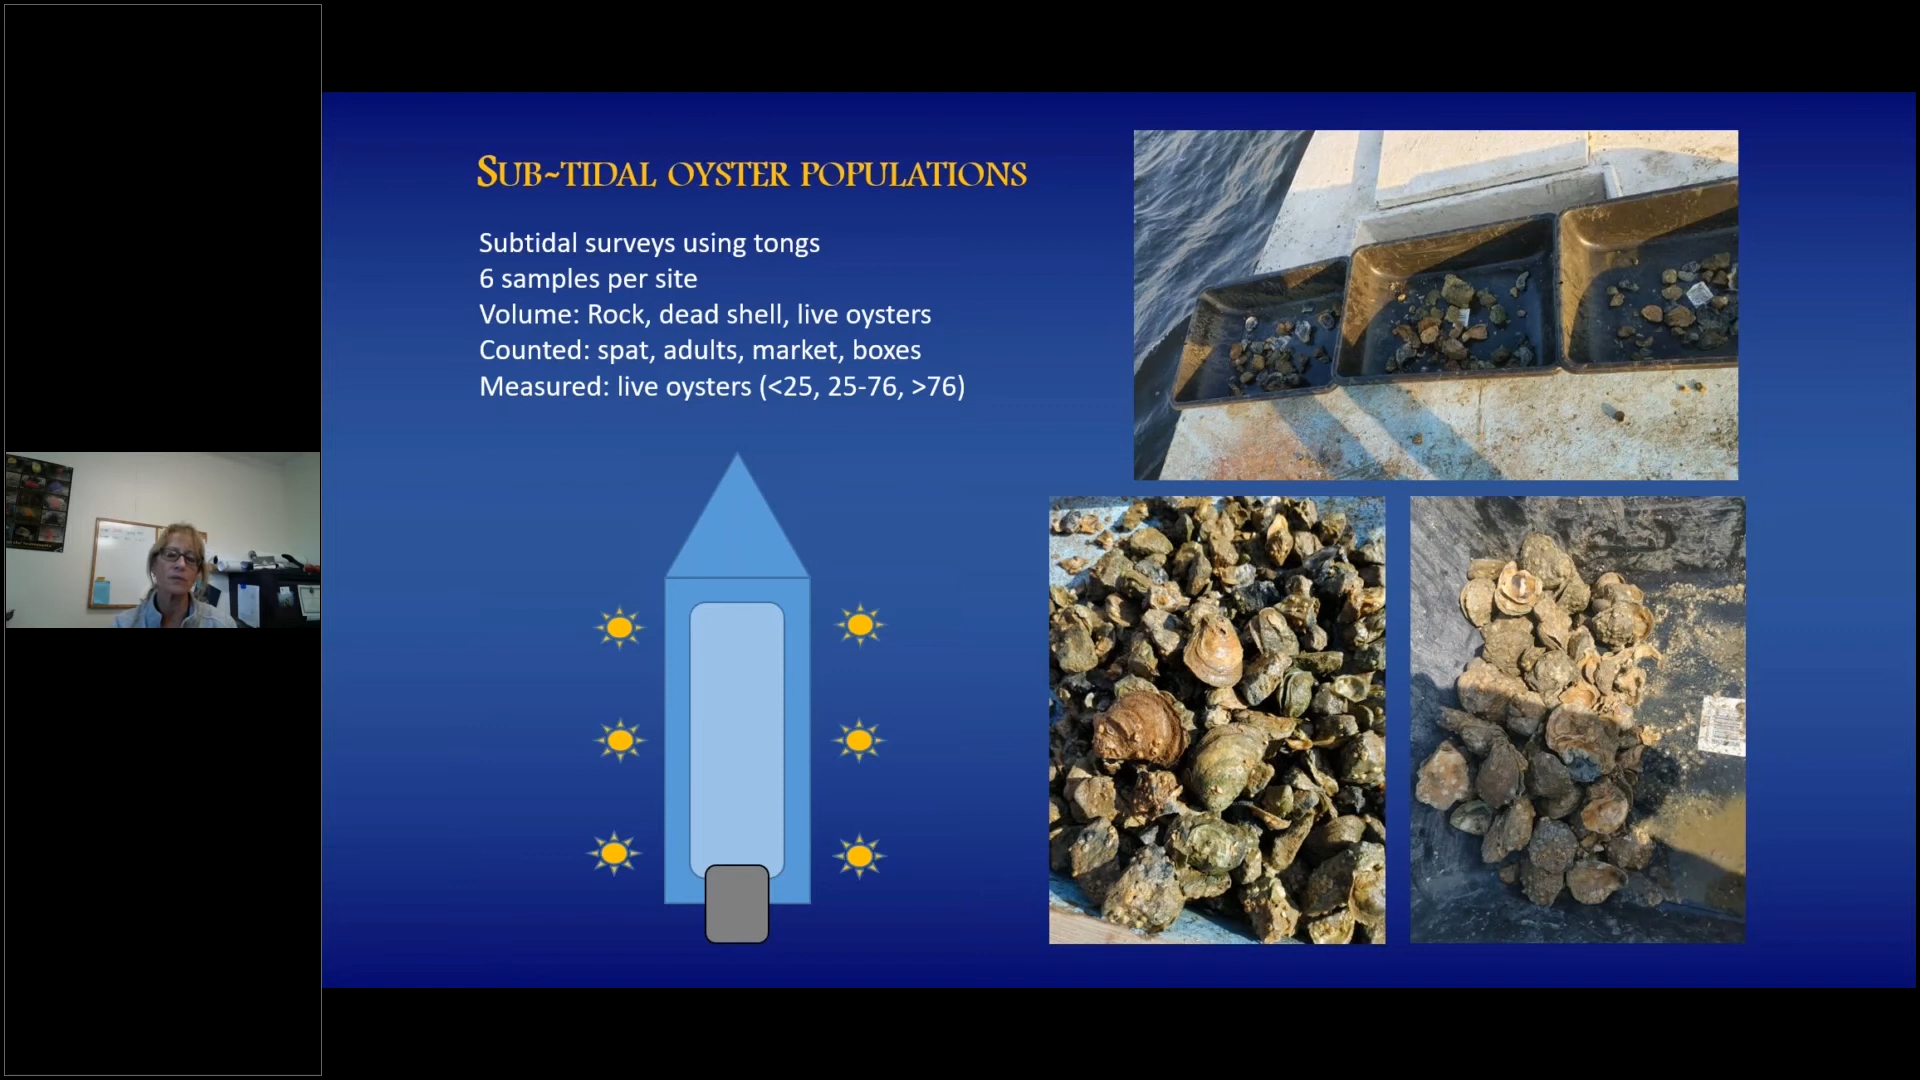 Sub~tidal oyster populations
Subtidal surveys using tongs
6 samples per site
Volume: Rock, dead shell, live oysters
Counted: spat, adults, market, boxes
Measured: live oysters (<25, 25-76, >76)